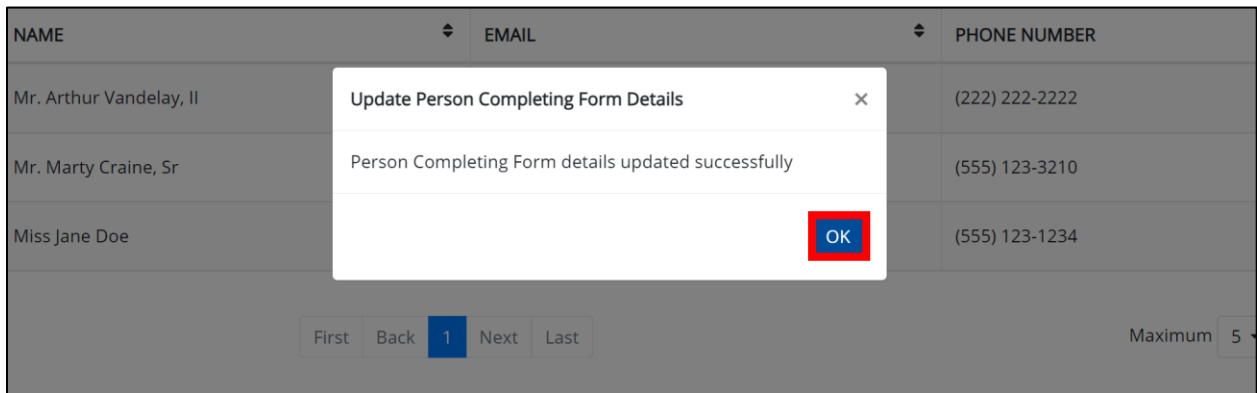 NAME EMAIL PHONE NUMBER
Mr. Arthur Vandelay, II (222) 222-2222
Update Person Completing Form Details ×
Mr. Marty Craine, Sr (555) 123-3210
Person Completing Form details updated successfully
Miss Jane Doe (555) 123-1234
OK
First Back 1 Next Last Maximum 5